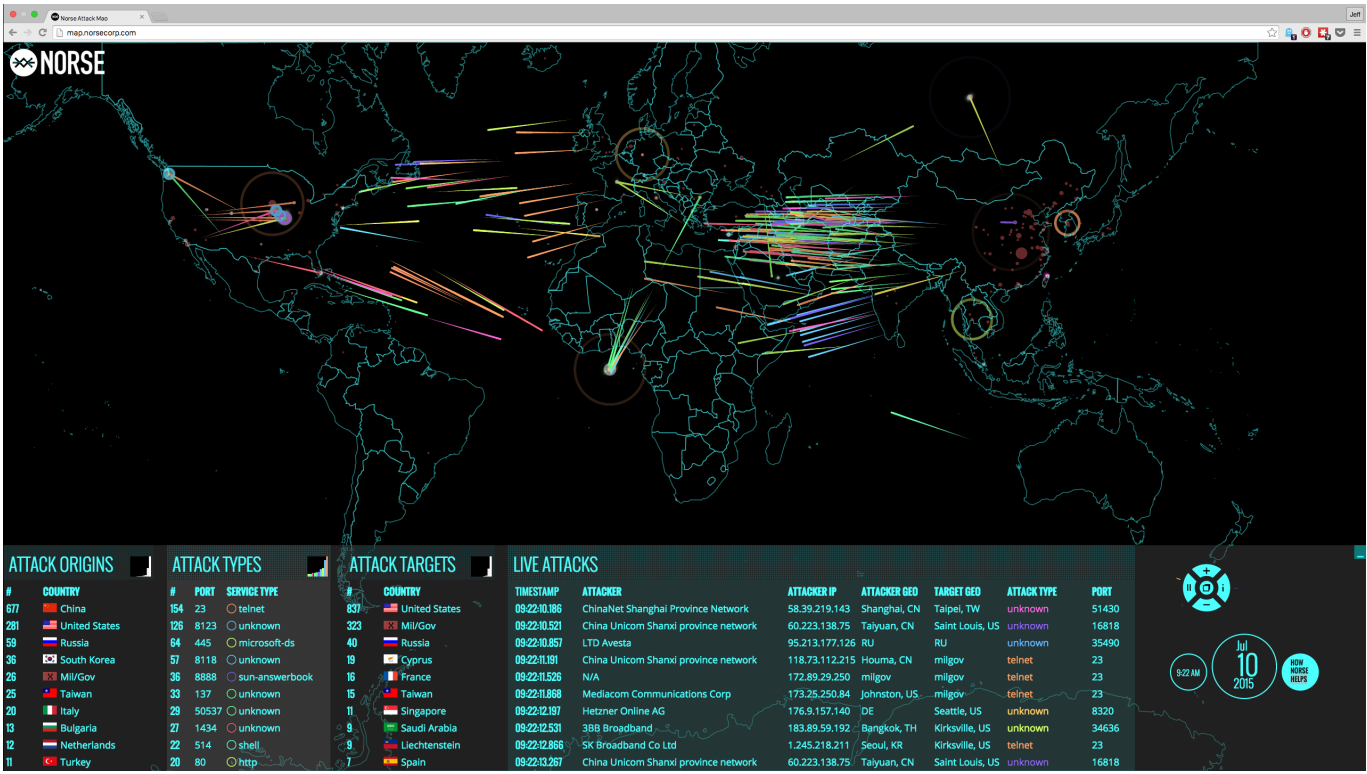 Norse Attack Map
Jeff
map.norsecorp.com
NORSE
ATTACK ORIGINS
# COUNTRY
677 China
281 United States
59 Russia
36 South Korea
26 Mil/Gov
25 Taiwan
20 Italy
13 Bulgaria
12 Netherlands
11 Turkey
ATTACK TYPES
# PORT SERVICE TYPE
154 23 telnet
126 8123 unknown
64 445 microsoft-ds
57 8118 unknown
36 8888 sun-answerbook
33 137 unknown
29 50537 unknown
27 1434 unknown
22 514 shell
20 80 http
ATTACK TARGETS
# COUNTRY
837 United States
323 Mil/Gov
40 Russia
19 Cyprus
16 France
15 Taiwan
11 Singapore
9 Saudi Arabia
9 Liechtenstein
7 Spain
LIVE ATTACKS
TIMESTAMP ATTACKER ATTACKER IP ATTACKER GEO TARGET GEO ATTACK TYPE PORT
09:22:10.186 ChinaNet Shanghai Province Network 58.39.219.143 Shanghai, CN Taipei, TW unknown 51430
09:22:10.521 China Unicom Shanxi province network 60.223.138.75 Taiyuan, CN Saint Louis, US unknown 16818
09:22:10.857 LTD Avesta 95.213.177.126 RU RU unknown 35490
09:22:11.191 China Unicom Shanxi province network 118.73.112.215 Houma, CN milgov telnet 23
09:22:11.526 N/A 172.89.29.250 milgov milgov telnet 23
09:22:11.868 Mediacom Communications Corp 173.25.250.84 Johnston, US milgov telnet 23
09:22:12.197 Hetzner Online AG 176.9.157.140 DE Seattle, US unknown 8320
09:22:12.531 3BB Broadband 183.89.59.192 Bangkok, TH Kirksville, US unknown 34636
09:22:12.866 SK Broadband Co Ltd 1.245.218.211 Seoul, KR Kirksville, US telnet 23
09:22:13.267 China Unicom Shanxi province network 60.223.138.75 Taiyuan, CN Saint Louis, US unknown 16818
9:22 AM
Jul
10
2015
HOW
NORSE
HELPS